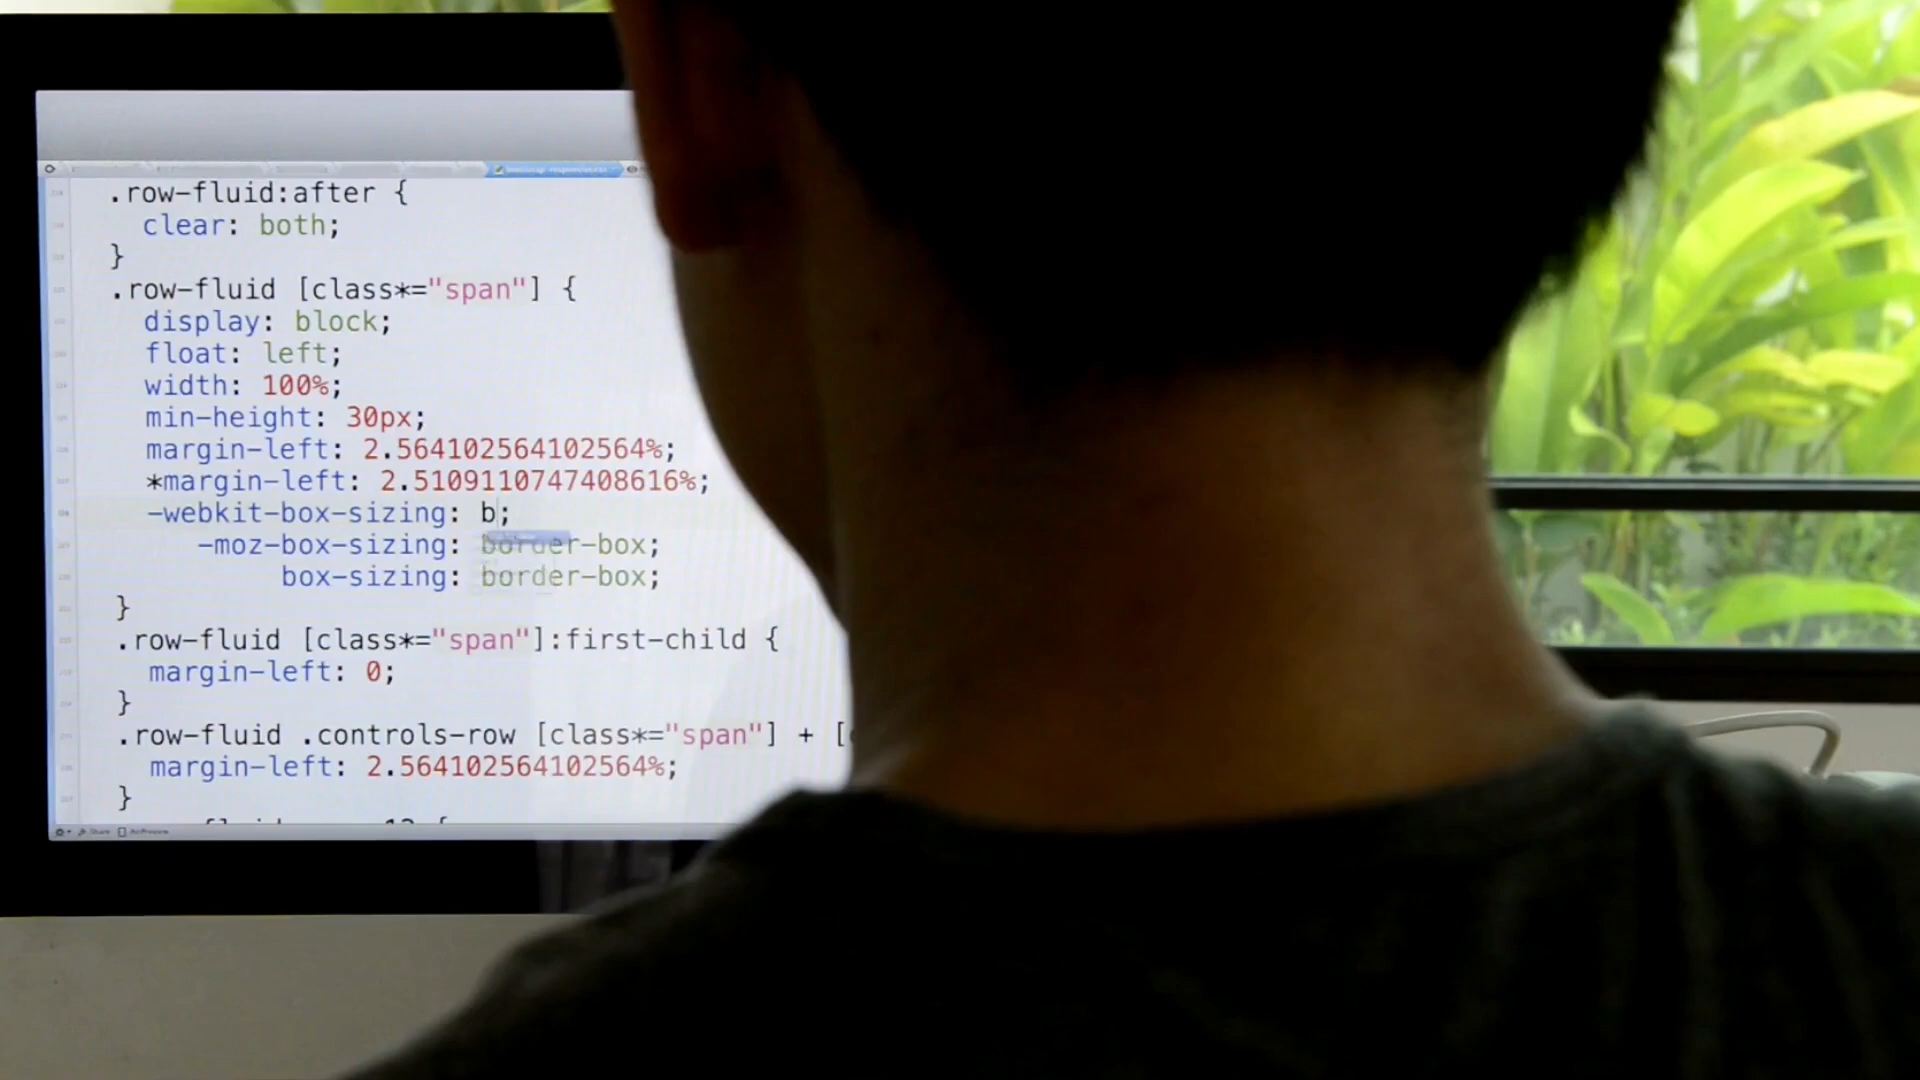 .row-fluid:after {
clear: both;
}
.row-fluid [class*="span"] {
display: block;
float: left;
width: 100%;
min-height: 30px;
margin-left: 2.564102564102564%;
*margin-left: 2.5109110747408616%;
-webkit-box-sizing: b;
-moz-box-sizing: border-box;
box-sizing: border-box;
}
.row-fluid [class*="span"]:first-child {
margin-left: 0;
}
.row-fluid .controls-row [class*="span"] + [
margin-left: 2.564102564102564%;
}
Share AirPreview